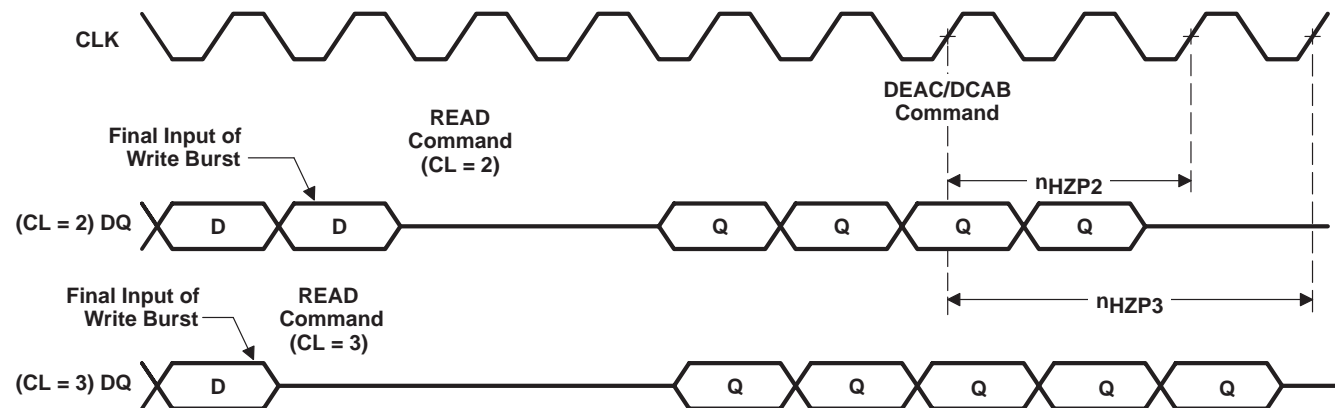 CLK
DEAC/DCAB
Command
READ
Command
(CL = 2)
Final Input of
Write Burst
nHZP2
(CL = 2) DQ
D
D
Q
Q
Q
Q
nHZP3
Final Input of
Write Burst
READ
Command
(CL = 3)
(CL = 3) DQ
D
Q
Q
Q
Q
Q